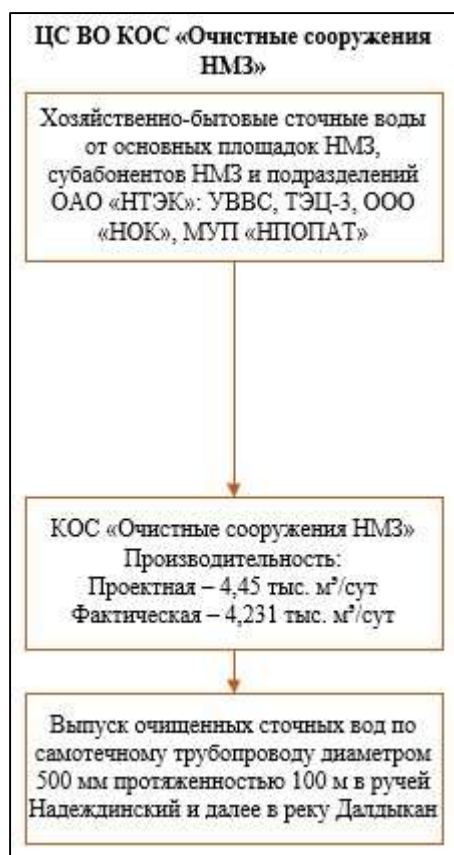 ЦС ВО КОС «Очистные сооружения
НМЗ»
Хозяйственно-бытовые сточные воды
от основных площадок НМЗ,
субабонентов НМЗ и подразделений
ОАО «НТЭК»: УВВС, ТЭЦ-3, ООО
«НОК», МУП «НПОПАТ»
КОС «Очистные сооружения НМЗ»
Производительность:
Проектная – 4,45 тыс. м³/сут
Фактическая – 4,231 тыс. м³/сут
Выпуск очищенных сточных вод по
самотечному трубопроводу диаметром
500 мм протяженностью 100 м в ручей
Надеждинский и далее в реку Далдыкан